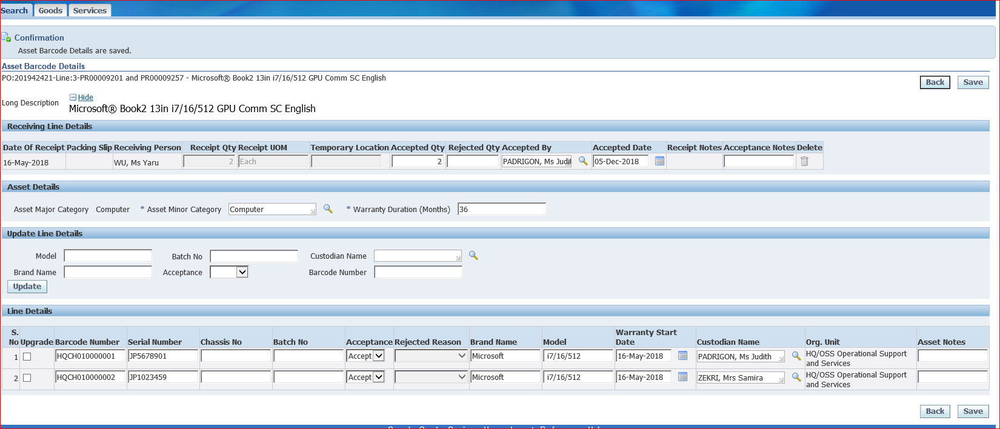 Search Goods Services
Confirmation
Asset Barcode Details are saved.
Asset Barcode Details
PO:201942421-Line:3-PR00009201 and PR00009257 - Microsoft® Book2 13in i7/16/512 GPU Comm SC English
Back Save
Hide
Long Description
Microsoft® Book2 13in i7/16/512 GPU Comm SC English
Receiving Line Details
Date Of Receipt Packing Slip Receiving Person Receipt Qty Receipt UOM Temporary Location Accepted Qty Rejected Qty Accepted By Accepted Date Receipt Notes Acceptance Notes Delete
16-May-2018 WU, Ms Yaru 2 Each 2 PADRIGON, Ms Judit 05-Dec-2018
Asset Details
Asset Major Category Computer * Asset Minor Category Computer * Warranty Duration (Months) 36
Update Line Details
Model Batch No Custodian Name
Brand Name Acceptance Barcode Number
Update
Line Details
S. No Upgrade Barcode Number Serial Number Chassis No Batch No Acceptance Rejected Reason Brand Name Model Warranty Start Date Custodian Name Org. Unit Asset Notes
1 HQCH010000001 JP5678901 Accept Microsoft i7/16/512 16-May-2018 PADRIGON, Ms Judith HQ/OSS Operational Support and Services
2 HQCH010000002 JP1023459 Accept Microsoft i7/16/512 16-May-2018 ZEKRI, Mrs Samira HQ/OSS Operational Support and Services
Back Save